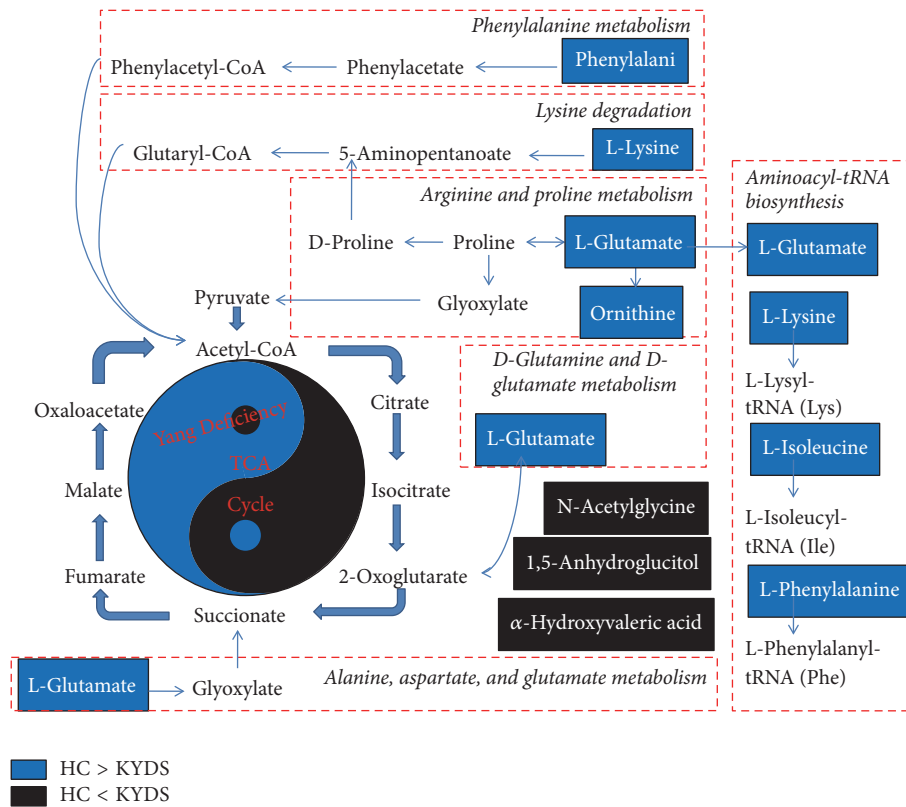 Phenylalanine metabolism
Phenylacetyl-CoA
Phenylacetate
Phenylalani
Lysine degradation
Glutaryl-CoA
5-Aminopentanoate
L-Lysine
Arginine and proline metabolism
D-Proline
Proline
L-Glutamate
Glyoxylate
Ornithine
Pyruvate
Acetyl-CoA
Citrate
Isocitrate
2-Oxoglutarate
Succionate
Fumarate
Malate
Oxaloacetate
Yang Deficiency
TCA
Cycle
D-Glutamine and D-
glutamate metabolism
L-Glutamate
N-Acetylglycine
1,5-Anhydroglucitol
α-Hydroxyvaleric acid
L-Glutamate
Glyoxylate
Alanine, aspartate, and glutamate metabolism
Aminoacyl-tRNA
biosynthesis
L-Glutamate
L-Lysine
L-Lysyl-
tRNA (Lys)
L-Isoleucine
L-Isoleucyl-
tRNA (Ile)
L-Phenylalanine
L-Phenylalanyl-
tRNA (Phe)
HC > KYDS
HC < KYDS